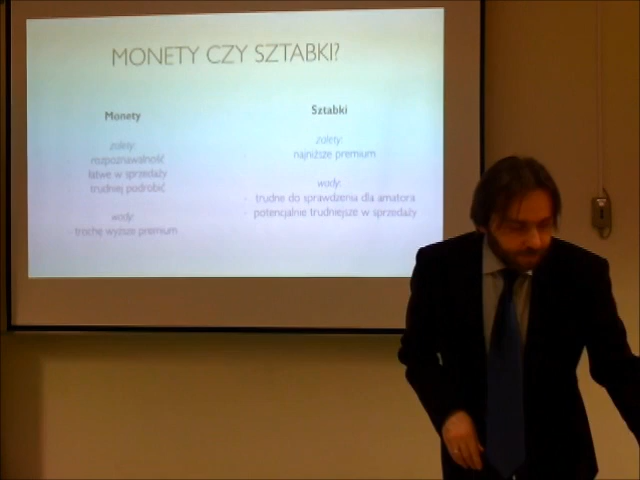 MONETY CZY SZTABKI?
Monety
zalety:
rozpoznawalność
łatwe w sprzedaży
trudniej podrobić
wady:
- trochę wyższe premium
Sztabki
zalety:
najniższe premium
wady:
- trudne do sprawdzenia dla amatora
- potencjalnie trudniejsze w sprzedaży